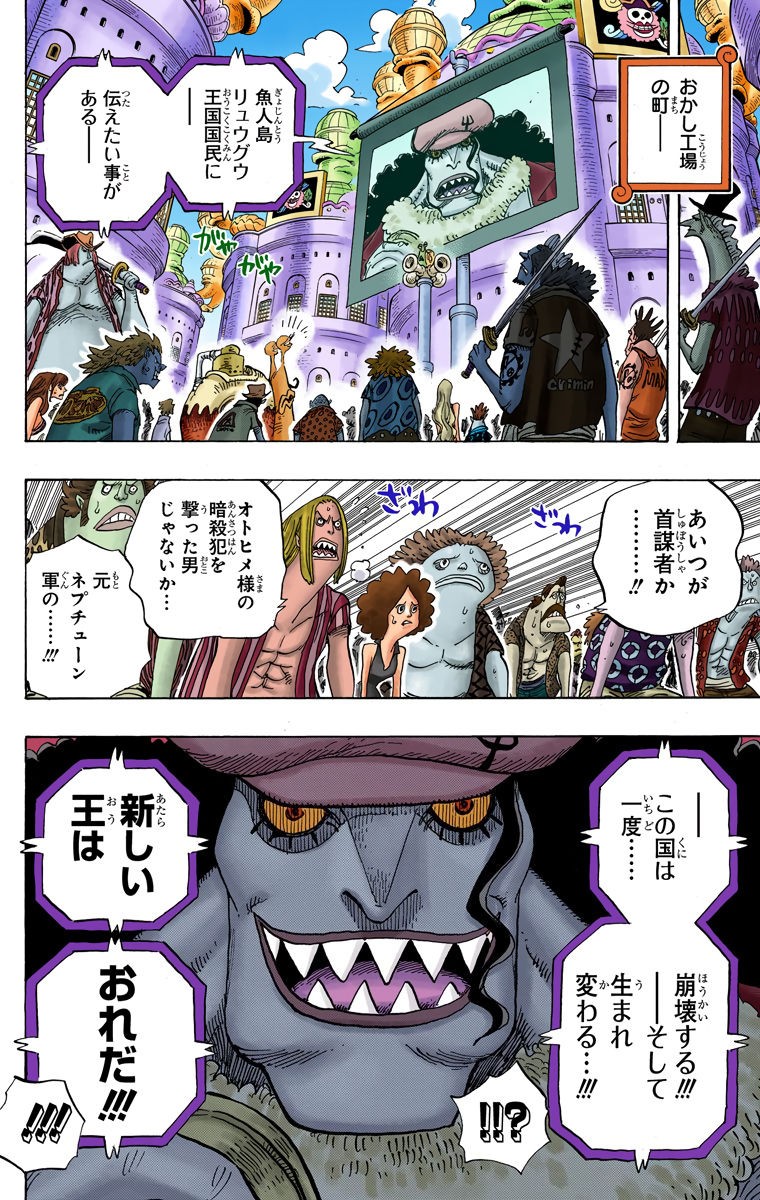 おかし工場
の町――
魚人島
リュウグウ
王国国民に
――
伝えたい事が
ある――
ガヤ
ガヤ
crimin
MAD
あいつが
首謀者か
………!!
ざわ
ざわ
オトヒメ様の
暗殺犯を
撃った男
じゃないか…
元
ネプチューン
軍の……!!!
――
この国は
一度……
崩壊する!!!
――そして
生まれ
変わる…!!!
新しい
王は
おれだ!!!
!!?
!!!